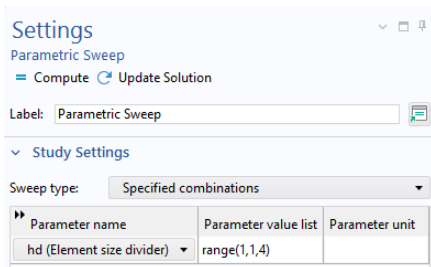 Settings
Parametric Sweep
= Compute Update Solution
Label: Parametric Sweep
Study Settings
Sweep type: Specified combinations
Parameter name Parameter value list Parameter unit
hd (Element size divider) range(1,1,4)